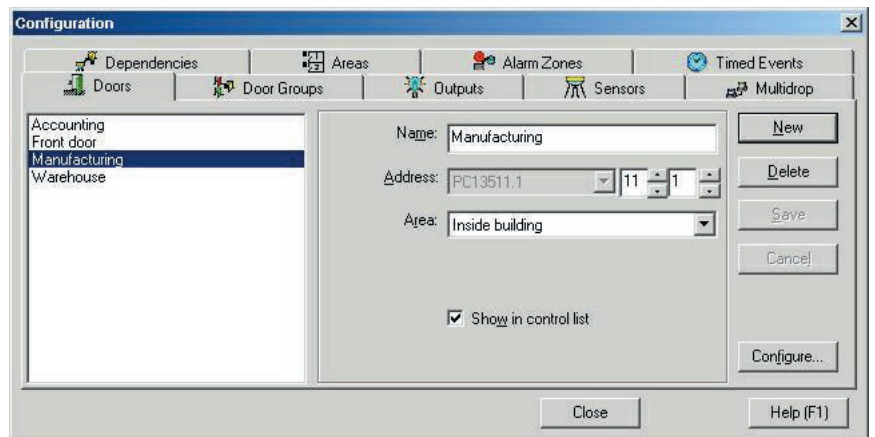 Configuration
Dependencies Areas Alarm Zones Timed Events
Doors Door Groups Outputs Sensors Multidrop
Accounting
Front door
Manufacturing
Warehouse
Name: Manufacturing
Address: PC13511.1 11 1
Area: Inside building
Show in control list
New
Delete
Save
Cancel
Configure...
Close Help (F1)